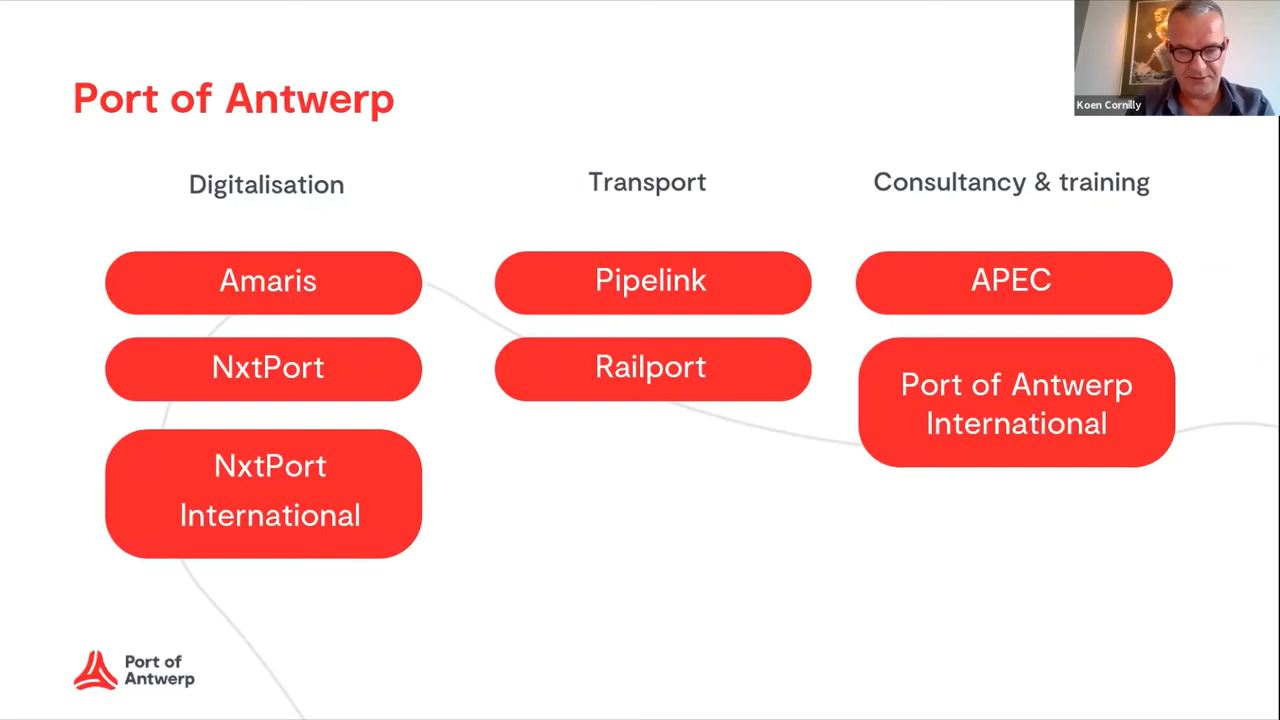 Port of Antwerp
Koen Cornilly
Digitalisation
Transport
Consultancy & training
Amaris
Pipelink
APEC
NxtPort
Railport
Port of Antwerp
International
NxtPort
International
Port of
Antwerp